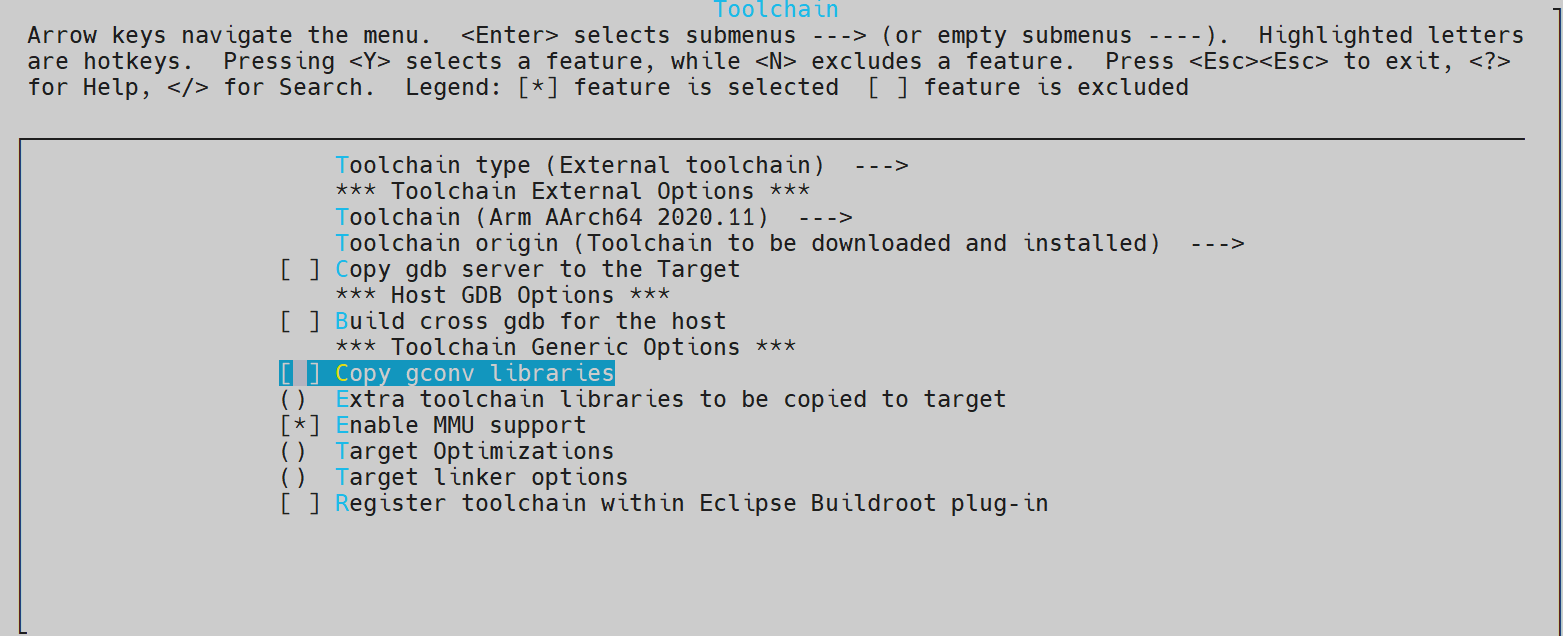 Toolchain
Arrow keys navigate the menu.  <Enter> selects submenus ---> (or empty submenus ----).  Highlighted letters
are hotkeys.  Pressing <Y> selects a feature, while <N> excludes a feature.  Press <Esc><Esc> to exit, <?>
for Help, </> for Search.  Legend: [*] feature is selected  [ ] feature is excluded
Toolchain type (External toolchain)  --->
*** Toolchain External Options ***
Toolchain (Arm AArch64 2020.11)  --->
Toolchain origin (Toolchain to be downloaded and installed)  --->
[ ] Copy gdb server to the Target
*** Host GDB Options ***
[ ] Build cross gdb for the host
*** Toolchain Generic Options ***
[ ] Copy gconv libraries
()  Extra toolchain libraries to be copied to target
[*] Enable MMU support
()  Target Optimizations
()  Target linker options
[ ] Register toolchain within Eclipse Buildroot plug-in